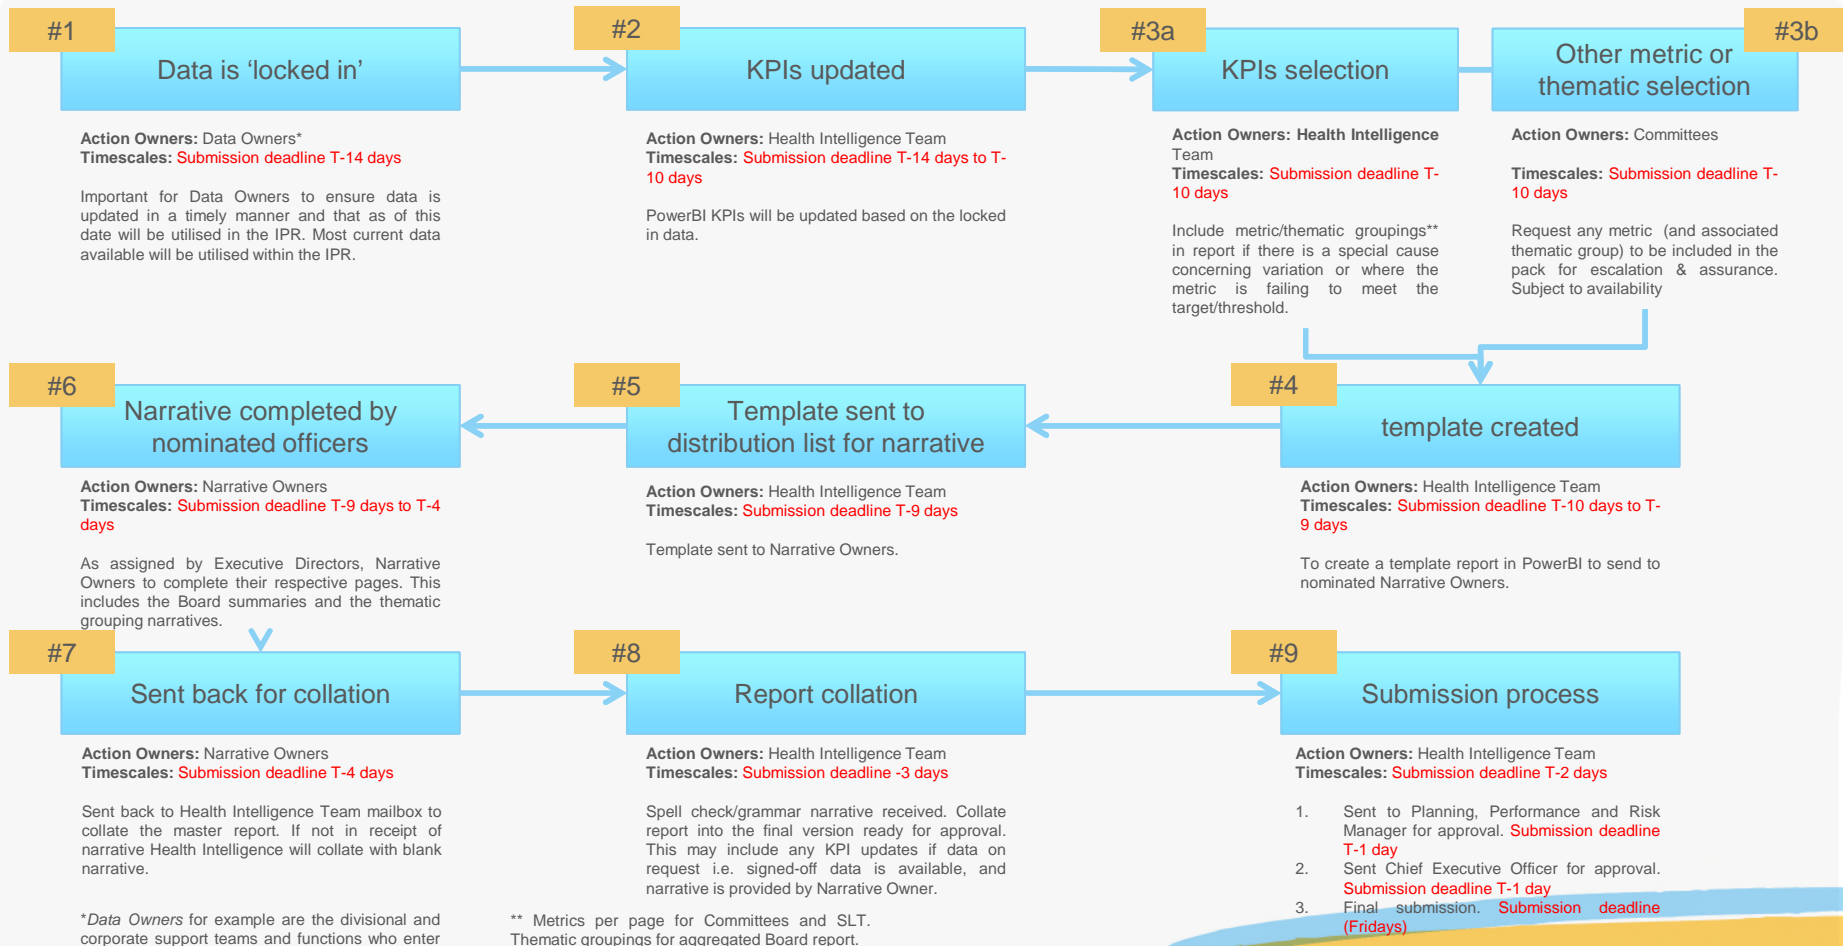 #1
Data is ‘locked in’
Action Owners: Data Owners*
Timescales: Submission deadline T-14 days
Important for Data Owners to ensure data is
updated in a timely manner and that as of this
date will be utilised in the IPR. Most current data
available will be utilised within the IPR.
#2
KPIs updated
Action Owners: Health Intelligence Team
Timescales: Submission deadline T-14 days to T-
10 days
PowerBI KPIs will be updated based on the locked
in data.
#3a
KPIs selection
Action Owners: Health Intelligence
Team
Timescales: Submission deadline T-
10 days
Include metric/thematic groupings**
in report if there is a special cause
concerning variation or where the
metric is failing to meet the
target/threshold.
#3b
Other metric or
thematic selection
Action Owners: Committees
Timescales: Submission deadline T-
10 days
Request any metric (and associated
thematic group) to be included in the
pack for escalation & assurance.
Subject to availability
#4
template created
Action Owners: Health Intelligence Team
Timescales: Submission deadline T-10 days to T-
9 days
To create a template report in PowerBI to send to
nominated Narrative Owners.
#5
Template sent to
distribution list for narrative
Action Owners: Health Intelligence Team
Timescales: Submission deadline T-9 days
Template sent to Narrative Owners.
#6
Narrative completed by
nominated officers
Action Owners: Narrative Owners
Timescales: Submission deadline T-9 days to T-4
days
As assigned by Executive Directors, Narrative
Owners to complete their respective pages. This
includes the Board summaries and the thematic
grouping narratives.
#7
Sent back for collation
Action Owners: Narrative Owners
Timescales: Submission deadline T-4 days
Sent back to Health Intelligence Team mailbox to
collate the master report. If not in receipt of
narrative Health Intelligence will collate with blank
narrative.
#8
Report collation
Action Owners: Health Intelligence Team
Timescales: Submission deadline -3 days
Spell check/grammar narrative received. Collate
report into the final version ready for approval.
This may include any KPI updates if data on
request i.e. signed-off data is available, and
narrative is provided by Narrative Owner.
#9
Submission process
Action Owners: Health Intelligence Team
Timescales: Submission deadline T-2 days
1. Sent to Planning, Performance and Risk
Manager for approval. Submission deadline
T-1 day
2. Sent Chief Executive Officer for approval.
Submission deadline T-1 day
3. Final submission. Submission deadline
(Fridays)
*Data Owners for example are the divisional and
corporate support teams and functions who enter
** Metrics per page for Committees and SLT.
Thematic groupings for aggregated Board report.